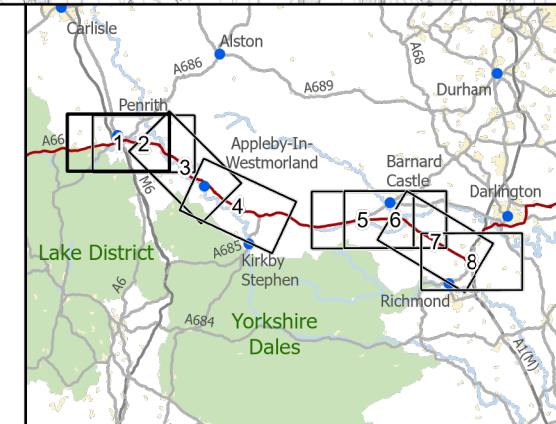 Carlisle
Alston
A68
A686
A689
Durham
Penrith
A66
1
2
Appleby-In-
Westmorland
Barnard
Castle
3
M6
Darlington
4
5
6
7
8
Lake District
A685
Kirkby
Stephen
A6
Richmond
A684
Yorkshire
Dales
A1(M)